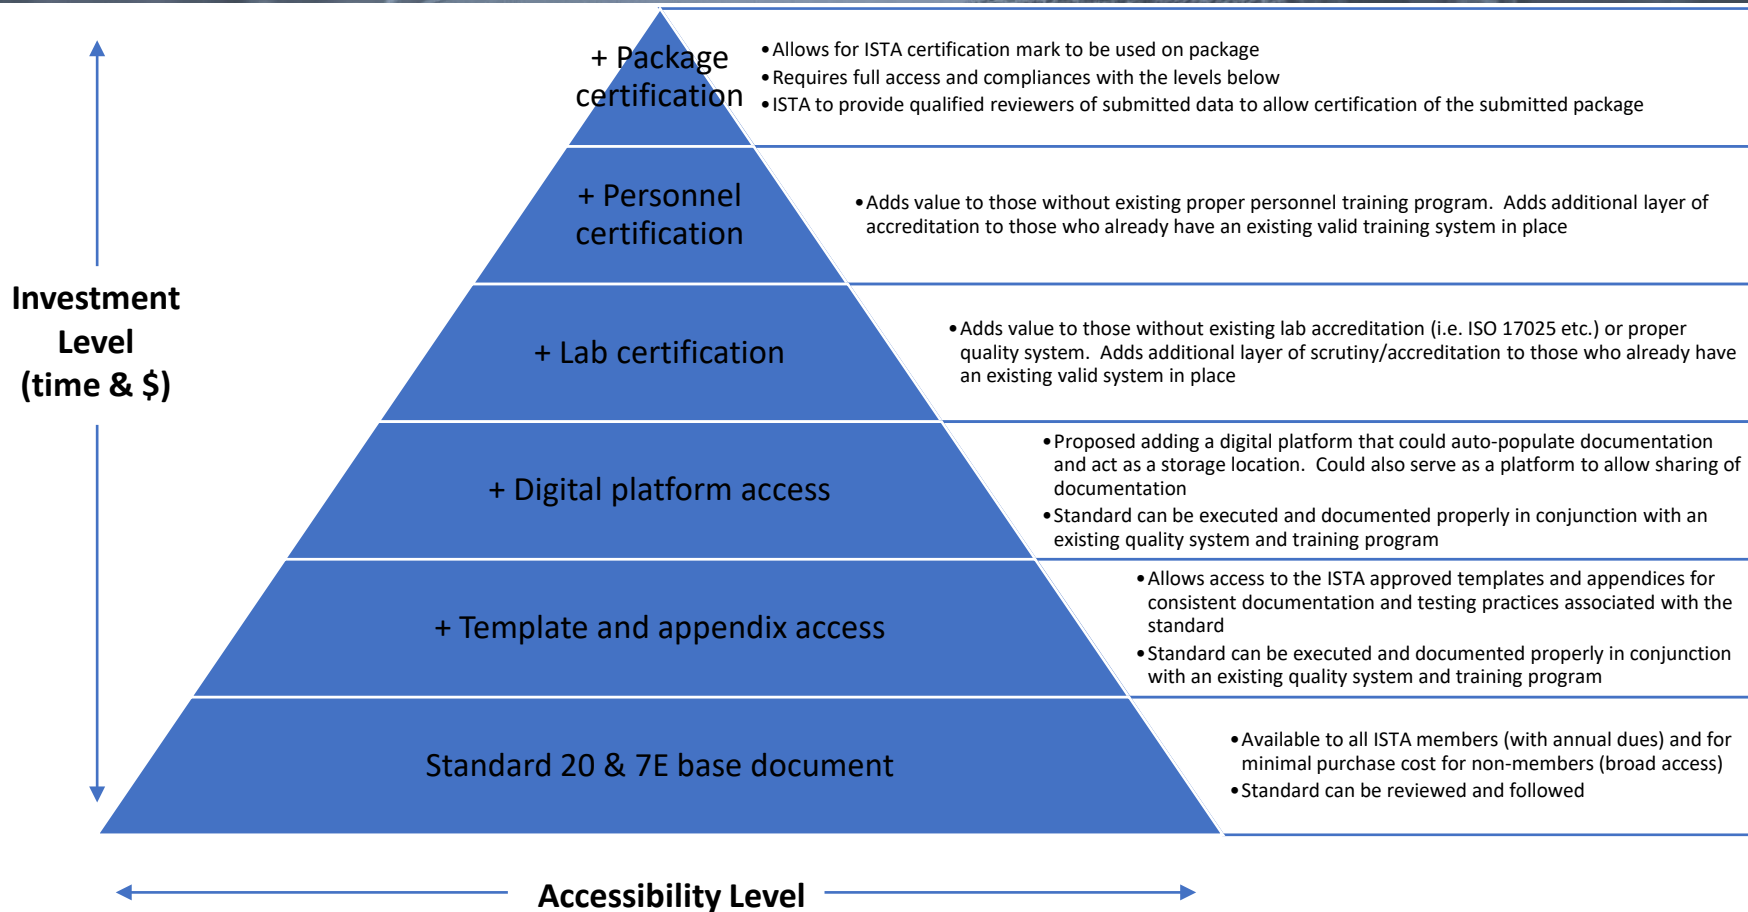 + Package
certification
•Allows for ISTA certification mark to be used on package
•Requires full access and compliances with the levels below
•ISTA to provide qualified reviewers of submitted data to allow certification of the submitted package
+ Personnel
certification
•Adds value to those without existing proper personnel training program.  Adds additional layer of
accreditation to those who already have an existing valid training system in place
Investment
Level
(time & $)
+ Lab certification
•Adds value to those without existing lab accreditation (i.e. ISO 17025 etc.) or proper
quality system.  Adds additional layer of scrutiny/accreditation to those who already have
an existing valid system in place
+ Digital platform access
•Proposed adding a digital platform that could auto-populate documentation
and act as a storage location.  Could also serve as a platform to allow sharing of
documentation
•Standard can be executed and documented properly in conjunction with an
existing quality system and training program
+ Template and appendix access
•Allows access to the ISTA approved templates and appendices for
consistent documentation and testing practices associated with the
standard
•Standard can be executed and documented properly in conjunction
with an existing quality system and training program
Standard 20 & 7E base document
•Available to all ISTA members (with annual dues) and for
minimal purchase cost for non-members (broad access)
•Standard can be reviewed and followed
Accessibility Level